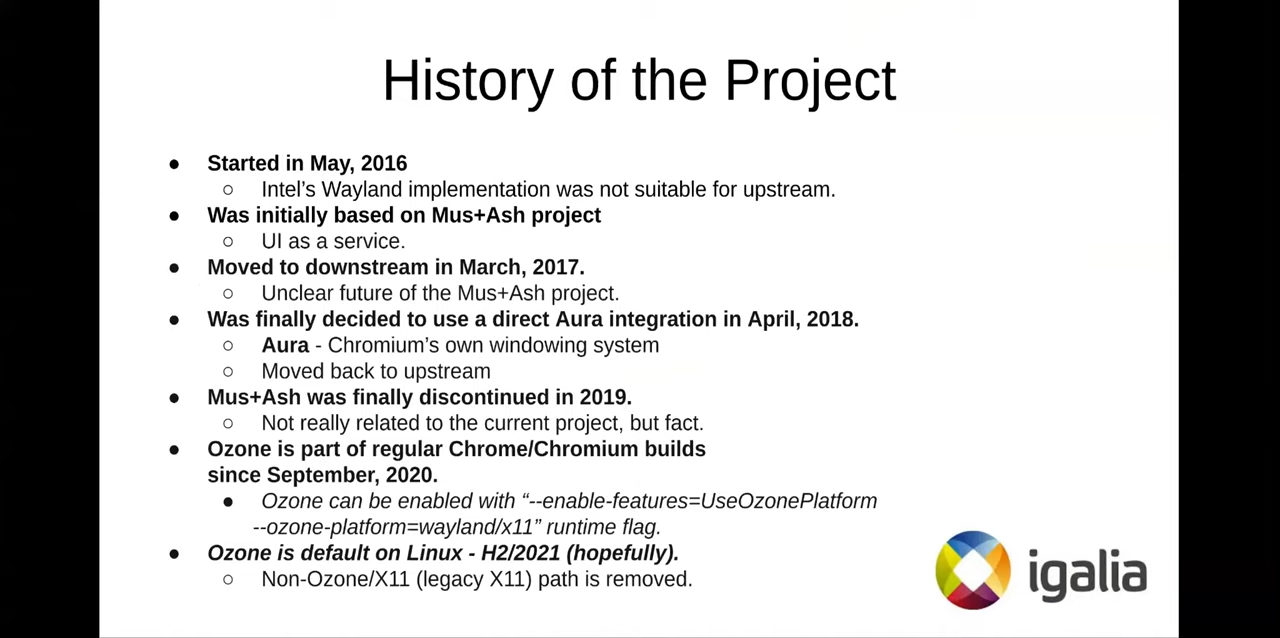 History of the Project
● Started in May, 2016
○ Intel’s Wayland implementation was not suitable for upstream.
● Was initially based on Mus+Ash project
○ UI as a service.
● Moved to downstream in March, 2017.
○ Unclear future of the Mus+Ash project.
● Was finally decided to use a direct Aura integration in April, 2018.
○ Aura - Chromium’s own windowing system
○ Moved back to upstream
● Mus+Ash was finally discontinued in 2019.
○ Not really related to the current project, but fact.
● Ozone is part of regular Chrome/Chromium builds
since September, 2020.
● Ozone can be enabled with “--enable-features=UseOzonePlatform
--ozone-platform=wayland/x11” runtime flag.
● Ozone is default on Linux - H2/2021 (hopefully).
○ Non-Ozone/X11 (legacy X11) path is removed.
igalia